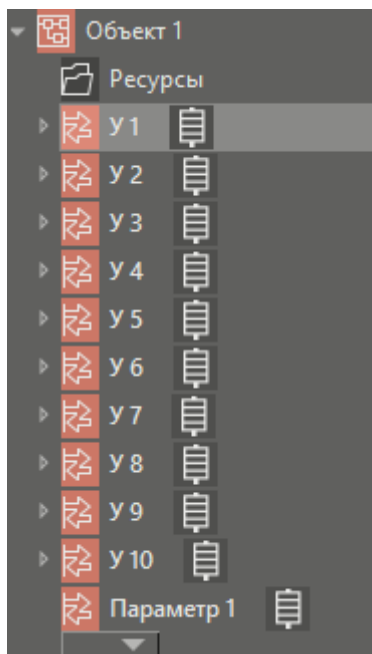 Объект 1
Ресурсы
У 1
У 2
У 3
У 4
У 5
У 6
У 7
У 8
У 9
У 10
Параметр 1